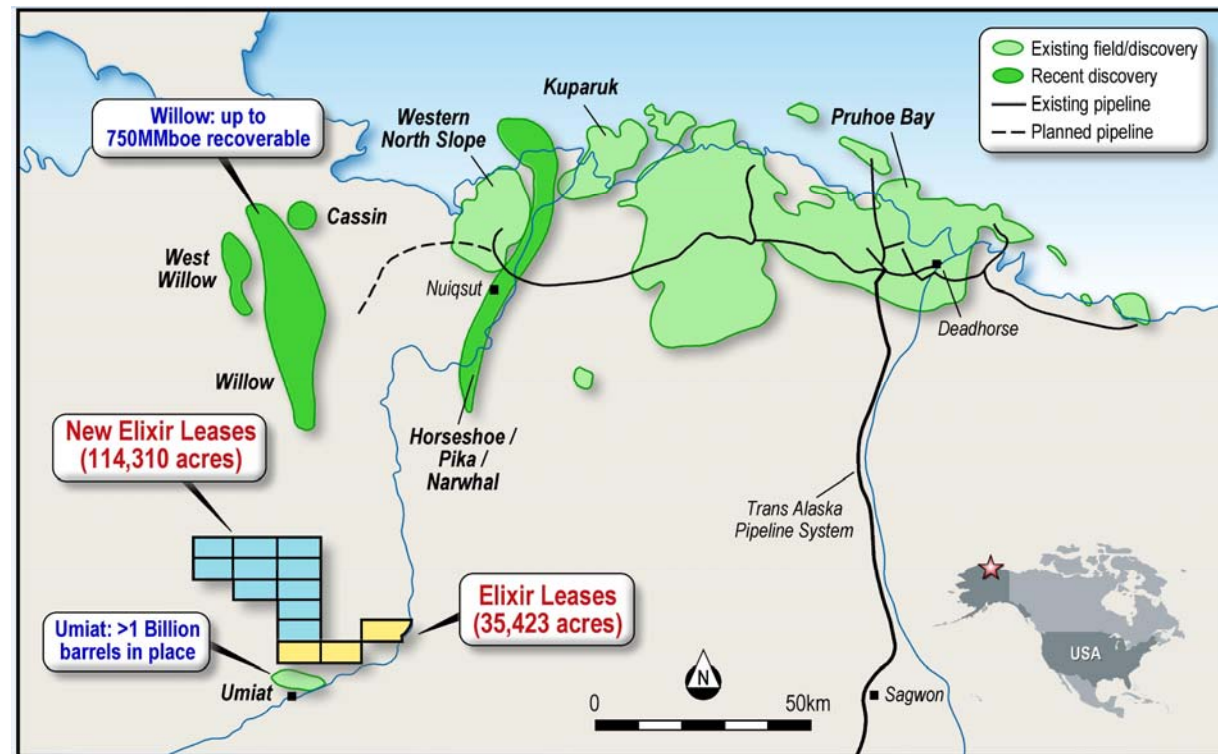 Existing field/discovery
Recent discovery
Existing pipeline
Planned pipeline
Kuparuk
Pruhoe Bay
Western
North Slope
Willow: up to
750MMboe recoverable
Cassin
West
Willow
Nuiqsut
Deadhorse
Willow
New Elixir Leases
(114,310 acres)
Horseshoe /
Pika /
Narwhal
Trans Alaska
Pipeline System
Elixir Leases
(35,423 acres)
Umiat: >1 Billion
barrels in place
Umiat
N
0
50km
Sagwon
USA